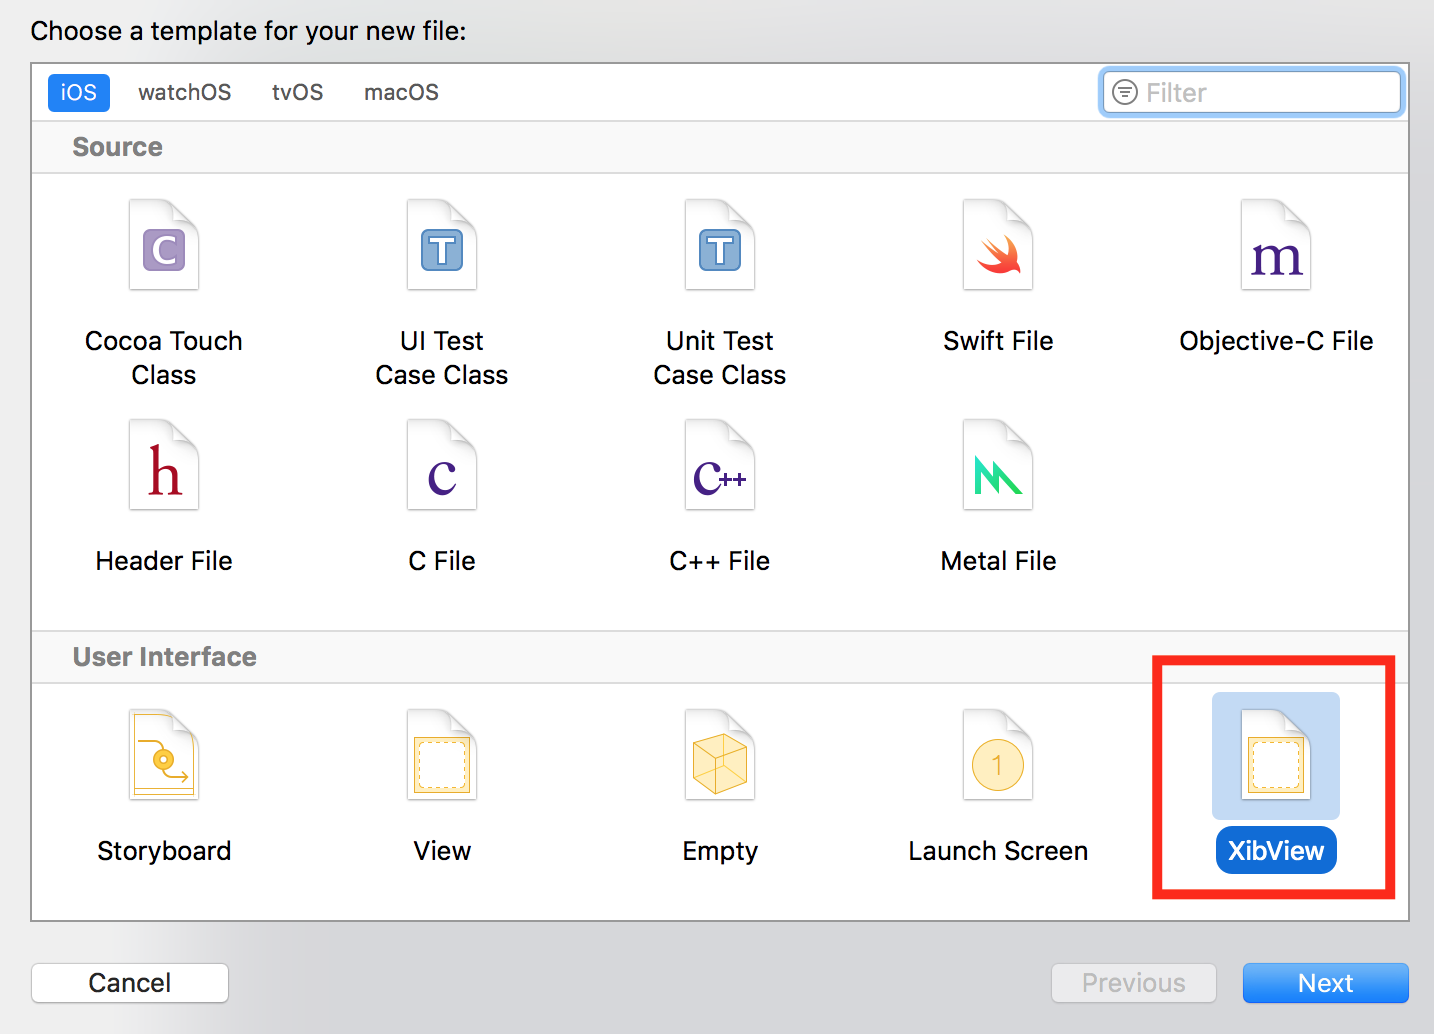 Choose a template for your new file:
iOS watchOS tvOS macOS Filter
Source
C T T m
Cocoa Touch Class
UI Test Case Class
Unit Test Case Class
Swift File
Objective-C File
h c C++
Header File
C File
C++ File
Metal File
User Interface
1
Storyboard
View
Empty
Launch Screen
XibView
Cancel Previous Next